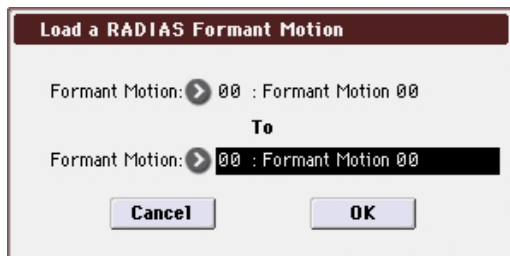 Load a RADIAS Formant Motion
Formant Motion: 00 : Formant Motion 00
To
Formant Motion: 00 : Formant Motion 00
Cancel OK